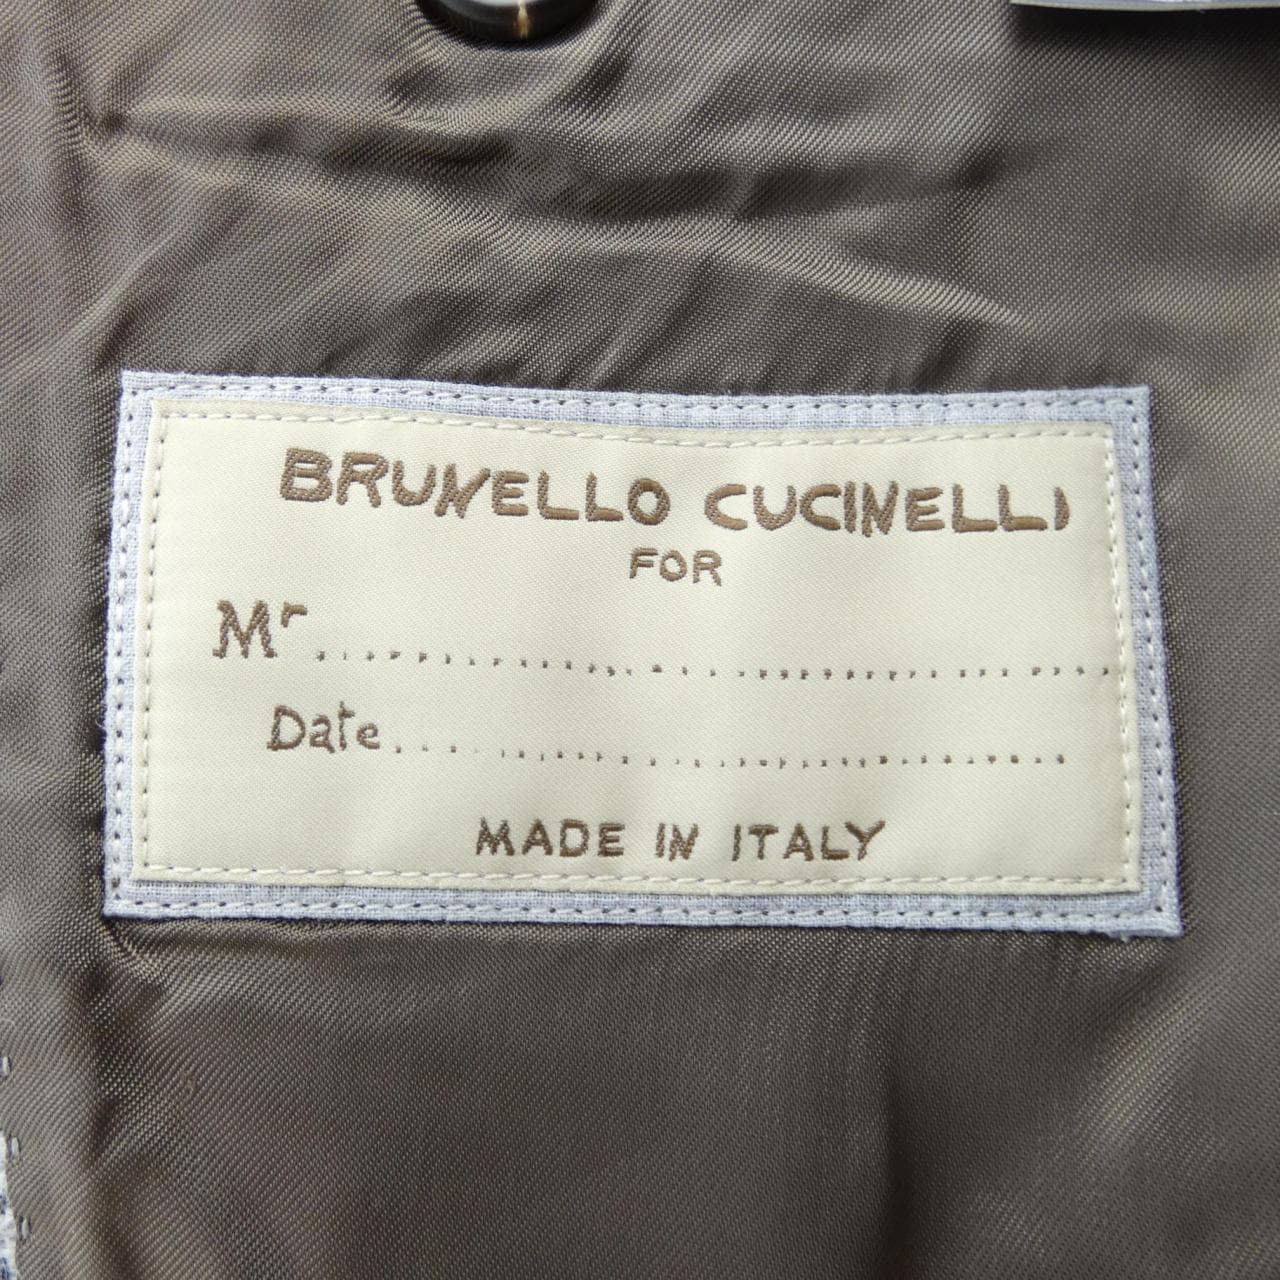 BRUNELLO CUCINELLI
FOR
Mr................................
Date...........................
MADE IN ITALY